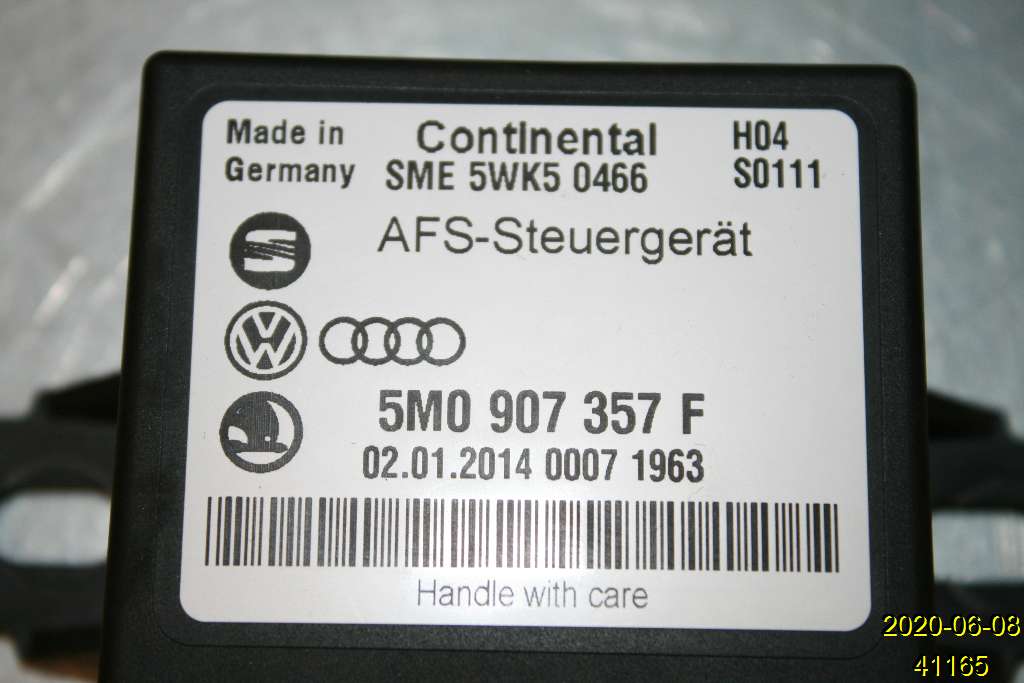 Made in Continental H04
Germany SME 5WK5 0466 S0111
AFS-Steuergerät
5M0 907 357 F
02.01.2014 0007 1963
Handle with care
2020-06-08
41165